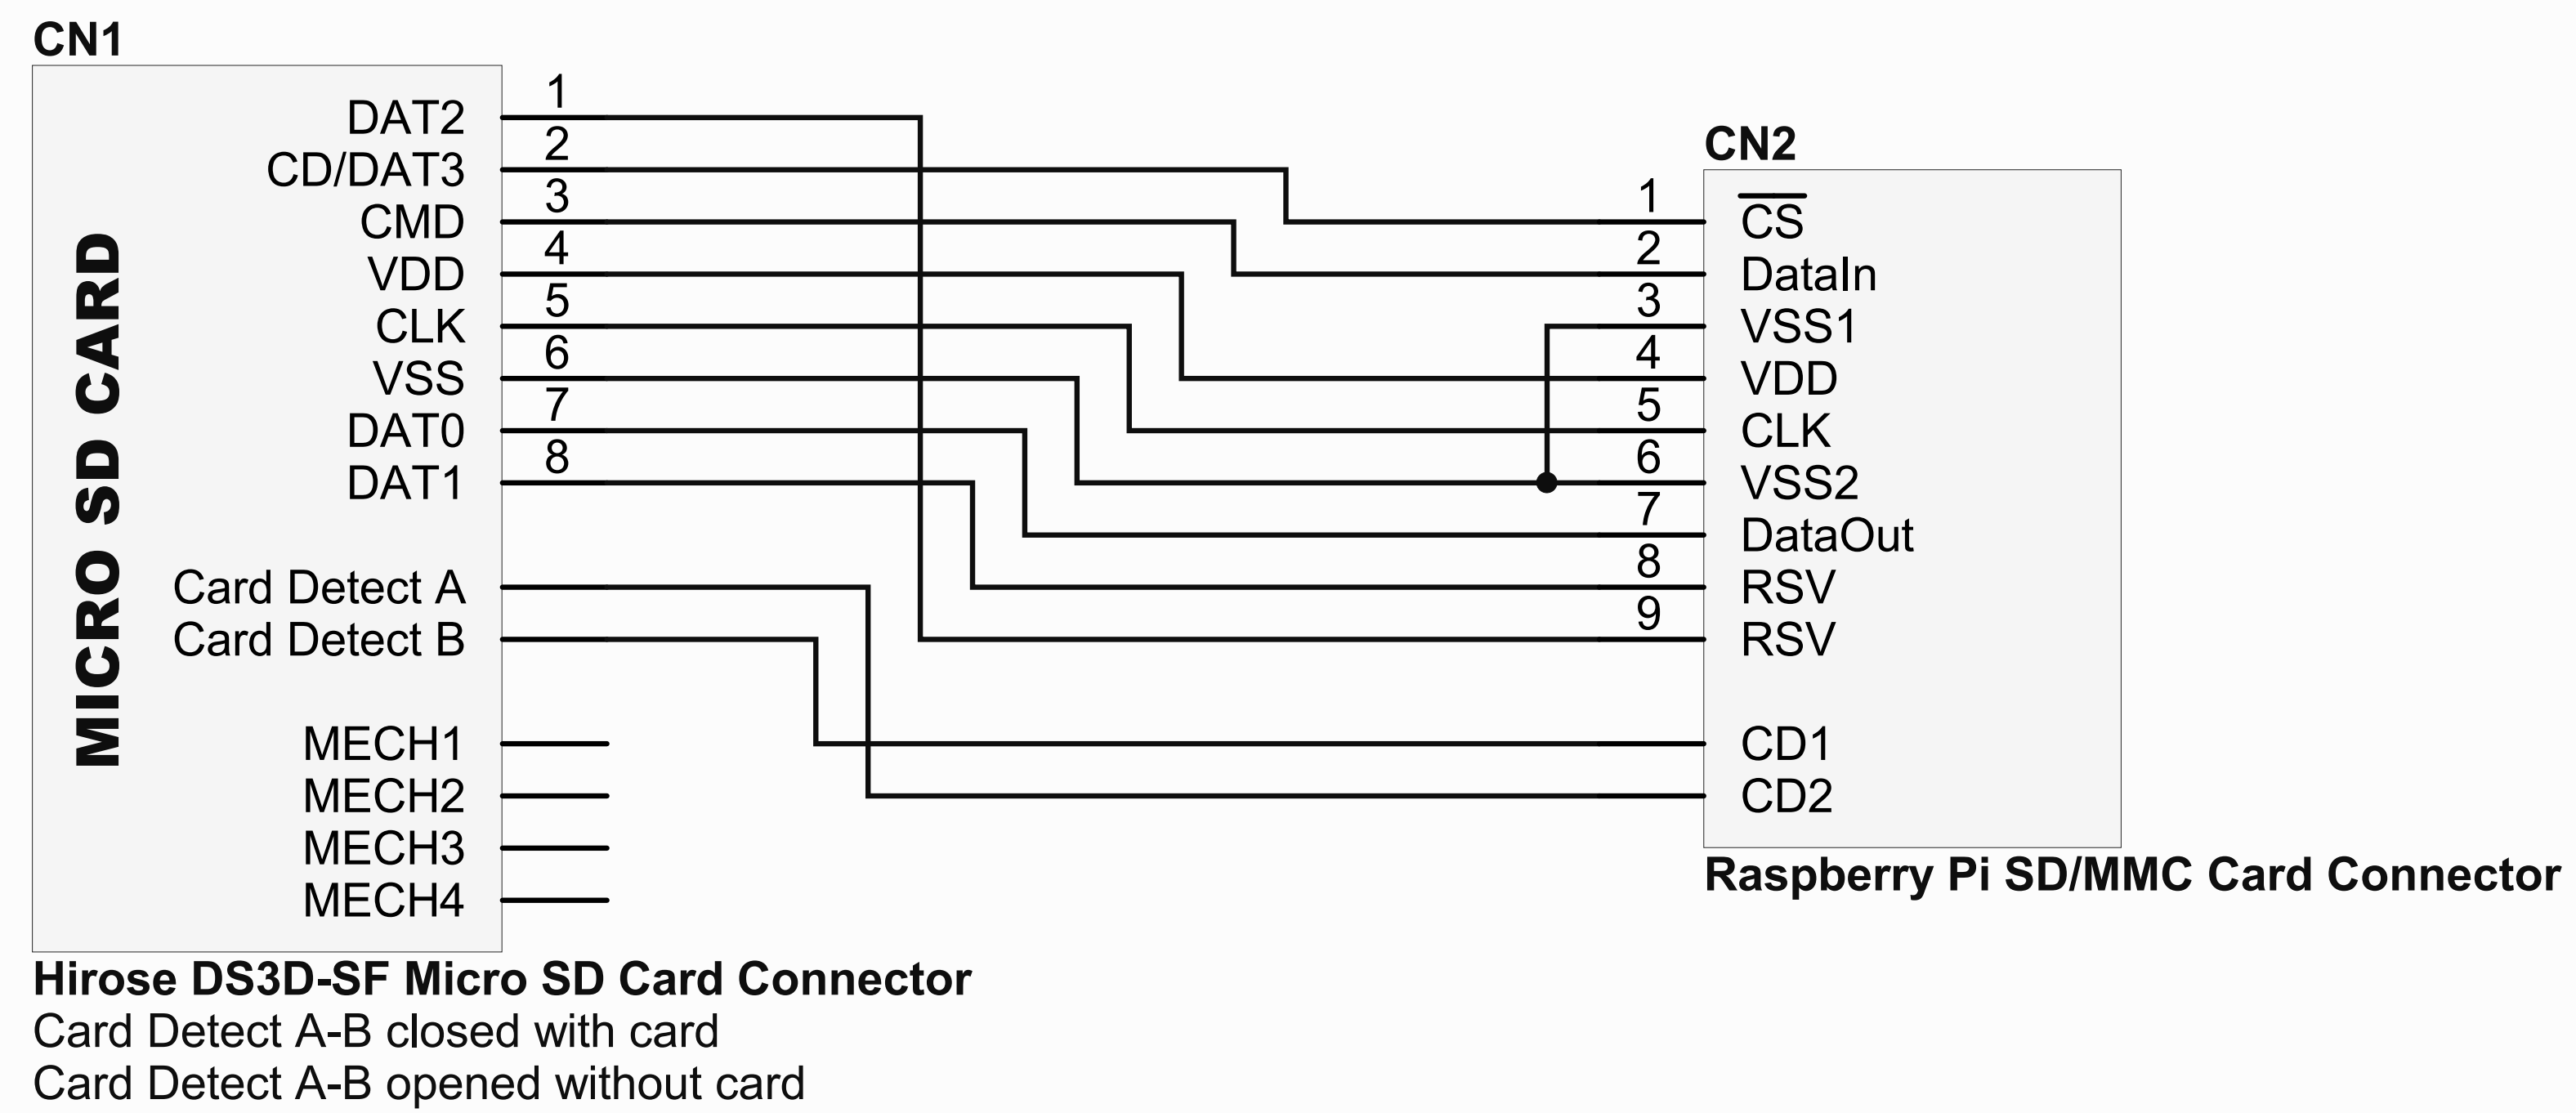 CN1
MICRO SD CARD
DAT2 1
CD/DAT3 2
CMD 3
VDD 4
CLK 5
VSS 6
DAT0 7
DAT1 8
Card Detect A
Card Detect B
MECH1
MECH2
MECH3
MECH4
Hirose DS3D-SF Micro SD Card Connector
Card Detect A-B closed with card
Card Detect A-B opened without card
CN2
1 CS
2 DataIn
3 VSS1
4 VDD
5 CLK
6 VSS2
7 DataOut
8 RSV
9 RSV
CD1
CD2
Raspberry Pi SD/MMC Card Connector